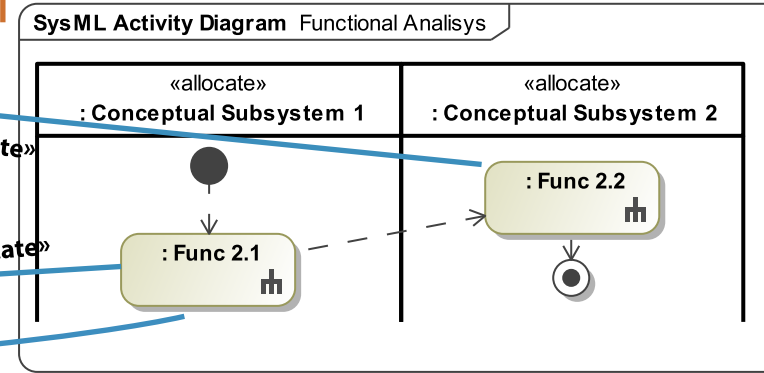 SysML Activity Diagram Functional Analisys
«allocate»
: Conceptual Subsystem 1
«allocate»
: Conceptual Subsystem 2
te»
: Func 2.2
ate»
: Func 2.1